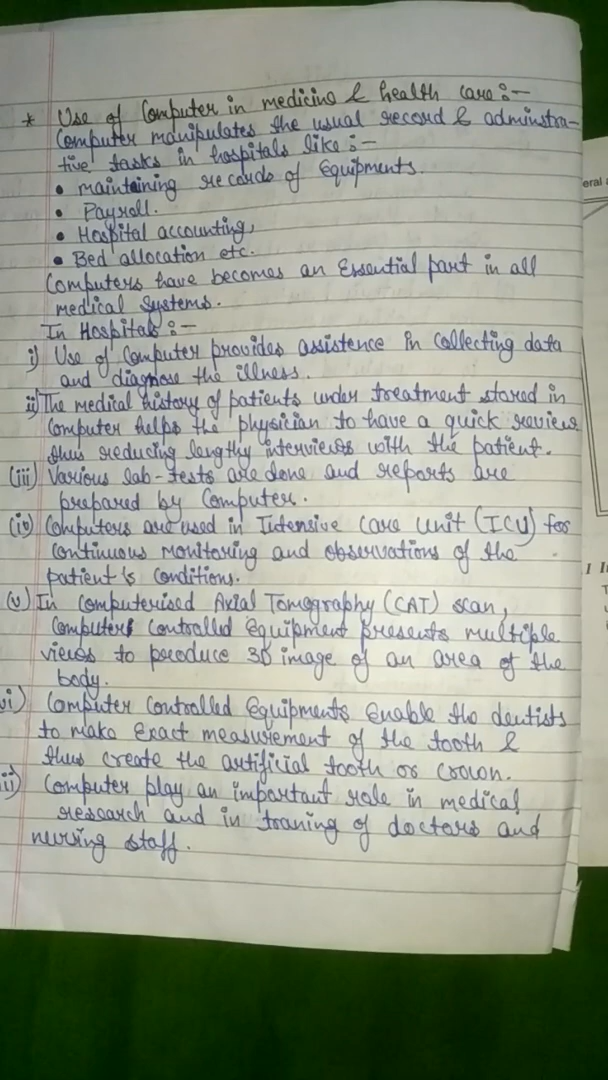 * Use of Computer in medicine & health care :-
Computer manipulates the usual record & adminstra-
tive tasks in hospitals like :-
• maintaining records of Equipments.
• Payroll.
• Hospital accounting,
• Bed allocation etc.
Computers have becomes an Essential part in all
medical Systems.
In Hospitals :-
i) Use of Computer provides assistence in collecting data
and diagnose the illness.
ii) The medical history of patients under treatment stored in
Computer helps the physician to have a quick review
thus reducing lengthy interviews with the patient.
(iii) Various lab-tests are done and reports are
prepared by Computer.
(iv) Computers are used in Intensive Care Unit (ICU) for
Continuous monitoring and observations of the
patient's conditions.
(v) In Computerised Axial Tomography (CAT) scan,
Computers Controlled Equipment presents multiple
views to peoduce 3D image of an area of the
body.
vi) Computer Controlled Equipments Enable the dentists
to make Exact measurement of the tooth &
thus create the artificial tooth or crown.
ii) Computer play an important role in medical
research and in traning of doctors and
nursing staff.
eral
1 I